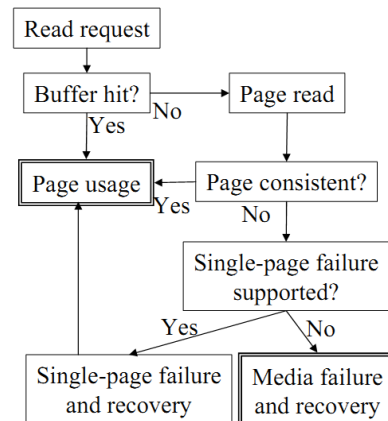 Read request
Buffer hit?
No
Page read
Yes
Page usage
Page consistent?
Yes
No
Single-page failure
supported?
Yes
No
Single-page failure
and recovery
Media failure
and recovery